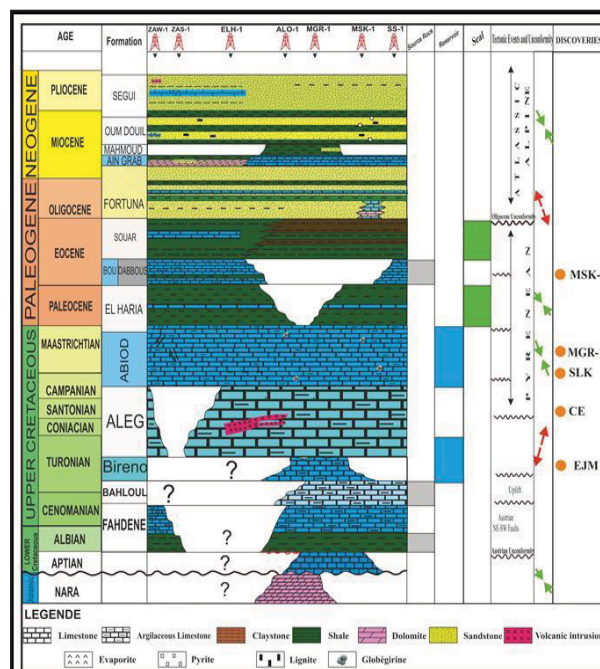 AGE
Formation
ZAW-1
ZAS-1
ELH-1
ALO-1
MGR-1
MSK-1
SS-1
Source Rock
Reservoir
Seal
Tectonic Events and Unconformity
DISCOVERIES
NEOGENE
PLIOCENE
SEGUI
MIOCENE
OUM DOUIL
MAHMOUD
AIN GRAB
ATLASSIC
ALPINE
PALEOGENE
OLIGOCENE
FORTUNA
Oligocene Unconformity
EOCENE
SOUAR
BOU DABBOUS
PALEOCENE
EL HARIA
PYRENEAN
MSK-
UPPER CRETACEOUS
MAASTRICHTIAN
ABIOD
MGR-
SLK
CAMPANIAN
SANTONIAN
CONIACIAN
ALEG
CE
TURONIAN
Bireno
?
EJM
BAHLOUL
?
Uplift
CENOMANIAN
FAHDENE
?
Austrian
NE-SW Faults
LOWER
Cretaceous
ALBIAN
Austrian Unconformity
APTIAN
?
Jurassic
NARA
?
LEGENDE
Limestone
Argilaceous Limestone
Claystone
Shale
Dolomite
Sandstone
Volcanic intrusion
Evaporite
Pyrite
Lignite
Globègirine